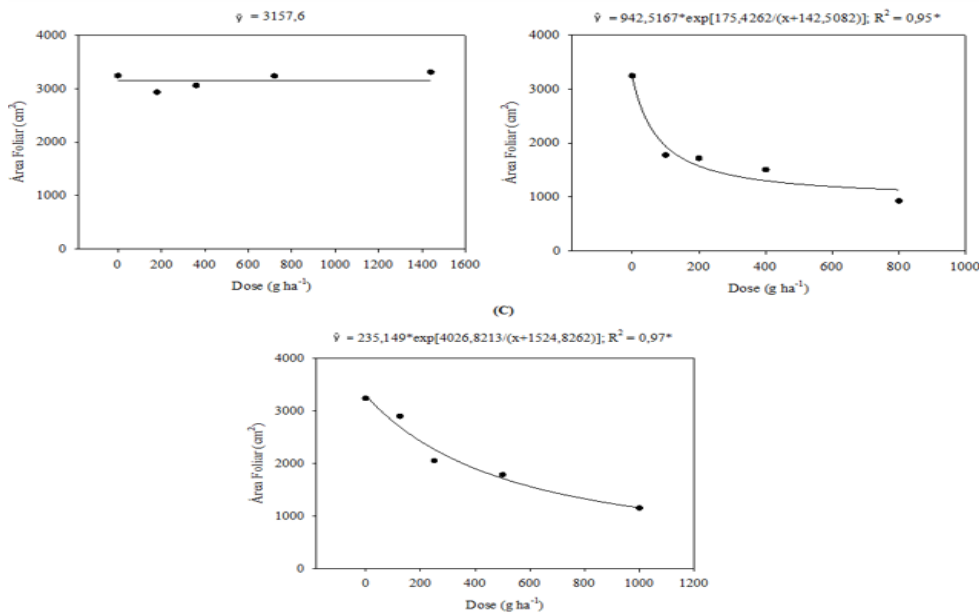 ŷ = 3157,6
ŷ = 942,5167*exp[175,4262/(x+142,5082)]; R² = 0,95*
4000
3000
2000
1000
0
Área Foliar (cm²)
0 200 400 600 800 1000 1200 1400 1600
Dose (g ha⁻¹)
4000
3000
2000
1000
0
Área Foliar (cm²)
0 200 400 600 800 1000
Dose (g ha⁻¹)
(C)
ŷ = 235,149*exp[4026,8213/(x+1524,8262)]; R² = 0,97*
4000
3000
2000
1000
0
Área Foliar (cm²)
0 200 400 600 800 1000 1200
Dose (g ha⁻¹)